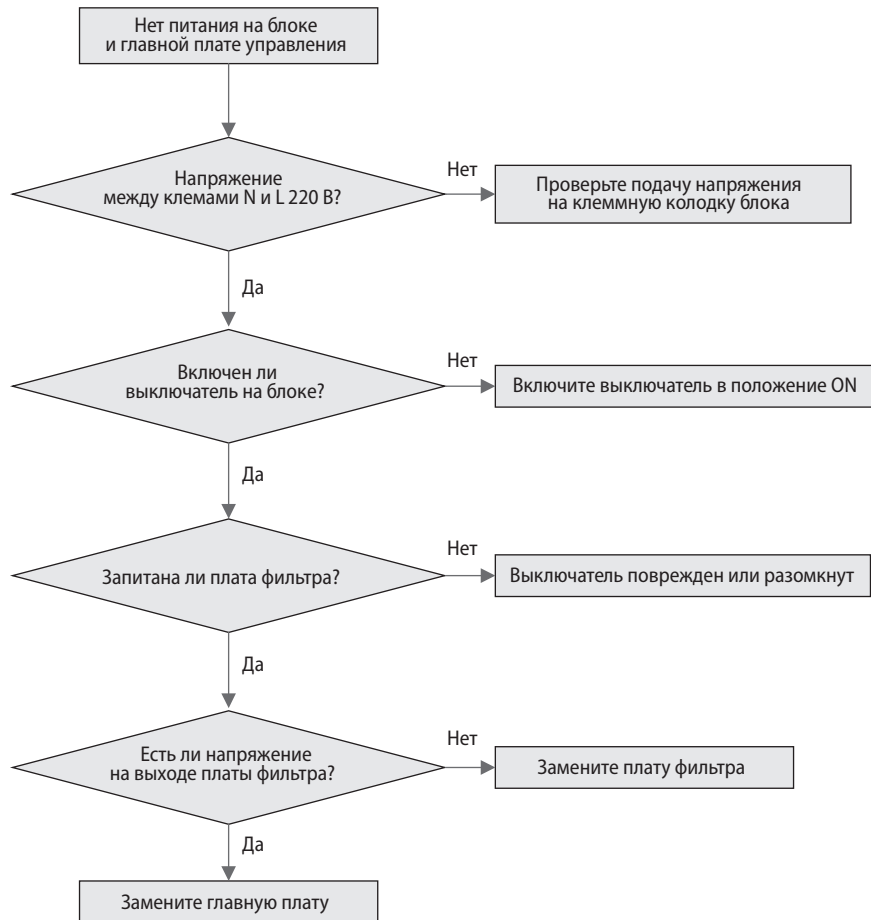 Нет питания на блоке
и главной плате управления
Напряжение
между клемами N и L 220 В?
Нет
Проверьте подачу напряжения
на клеммную колодку блока
Да
Включен ли
выключатель на блоке?
Нет
Включите выключатель в положение ON
Да
Запитана ли плата фильтра?
Нет
Выключатель поврежден или разомкнут
Да
Есть ли напряжение
на выходе платы фильтра?
Нет
Замените плату фильтра
Да
Замените главную плату